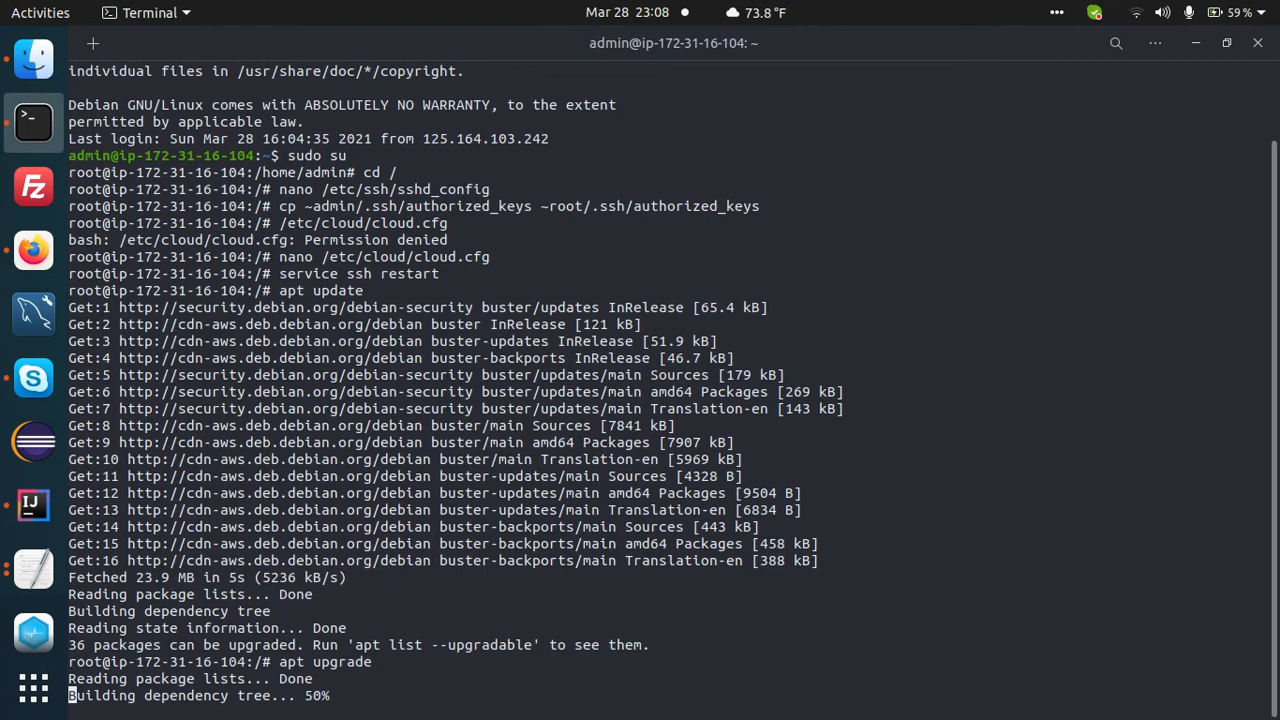 Activities
Terminal
Mar 28 23:08
73.8 °F
59 %
admin@ip-172-31-16-104: ~
individual files in /usr/share/doc/*/copyright.
Debian GNU/Linux comes with ABSOLUTELY NO WARRANTY, to the extent
permitted by applicable law.
Last login: Sun Mar 28 16:04:35 2021 from 125.164.103.242
admin@ip-172-31-16-104:~$ sudo su
root@ip-172-31-16-104:/home/admin# cd /
root@ip-172-31-16-104:/# nano /etc/ssh/sshd_config
root@ip-172-31-16-104:/# cp ~admin/.ssh/authorized_keys ~root/.ssh/authorized_keys
root@ip-172-31-16-104:/# /etc/cloud/cloud.cfg
bash: /etc/cloud/cloud.cfg: Permission denied
root@ip-172-31-16-104:/# nano /etc/cloud/cloud.cfg
root@ip-172-31-16-104:/# service ssh restart
root@ip-172-31-16-104:/# apt update
Get:1 http://security.debian.org/debian-security buster/updates InRelease [65.4 kB]
Get:2 http://cdn-aws.deb.debian.org/debian buster InRelease [121 kB]
Get:3 http://cdn-aws.deb.debian.org/debian buster-updates InRelease [51.9 kB]
Get:4 http://cdn-aws.deb.debian.org/debian buster-backports InRelease [46.7 kB]
Get:5 http://security.debian.org/debian-security buster/updates/main Sources [179 kB]
Get:6 http://security.debian.org/debian-security buster/updates/main amd64 Packages [269 kB]
Get:7 http://security.debian.org/debian-security buster/updates/main Translation-en [143 kB]
Get:8 http://cdn-aws.deb.debian.org/debian buster/main Sources [7841 kB]
Get:9 http://cdn-aws.deb.debian.org/debian buster/main amd64 Packages [7907 kB]
Get:10 http://cdn-aws.deb.debian.org/debian buster/main Translation-en [5969 kB]
Get:11 http://cdn-aws.deb.debian.org/debian buster-updates/main Sources [4328 B]
Get:12 http://cdn-aws.deb.debian.org/debian buster-updates/main amd64 Packages [9504 B]
Get:13 http://cdn-aws.deb.debian.org/debian buster-updates/main Translation-en [6834 B]
Get:14 http://cdn-aws.deb.debian.org/debian buster-backports/main Sources [443 kB]
Get:15 http://cdn-aws.deb.debian.org/debian buster-backports/main amd64 Packages [458 kB]
Get:16 http://cdn-aws.deb.debian.org/debian buster-backports/main Translation-en [388 kB]
Fetched 23.9 MB in 5s (5236 kB/s)
Reading package lists... Done
Building dependency tree
Reading state information... Done
36 packages can be upgraded. Run 'apt list --upgradable' to see them.
root@ip-172-31-16-104:/# apt upgrade
Reading package lists... Done
Building dependency tree... 50%
>_
FZ
S
IJ